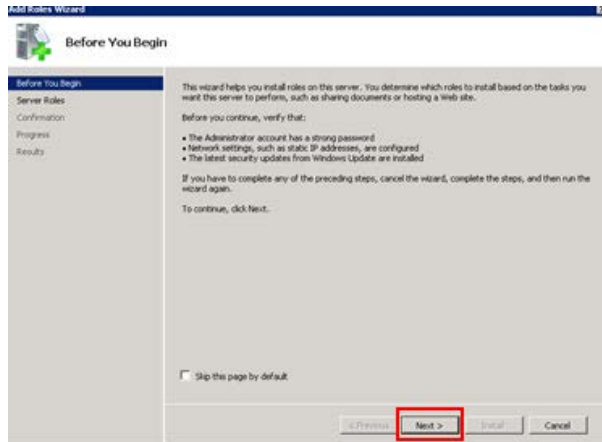 Add Roles Wizard
Before You Begin
Before You Begin
Server Roles
Confirmation
Progress
Results
This wizard helps you install roles on this server. You determine which roles to install based on the tasks you
want this server to perform, such as sharing documents or hosting a Web site.
Before you continue, verify that:
• The Administrator account has a strong password
• Network settings, such as static IP addresses, are configured
• The latest security updates from Windows Update are installed
If you have to complete any of the preceding steps, cancel the wizard, complete the steps, and then run the
wizard again.
To continue, click Next.
Skip this page by default
< Previous
Next >
Install
Cancel